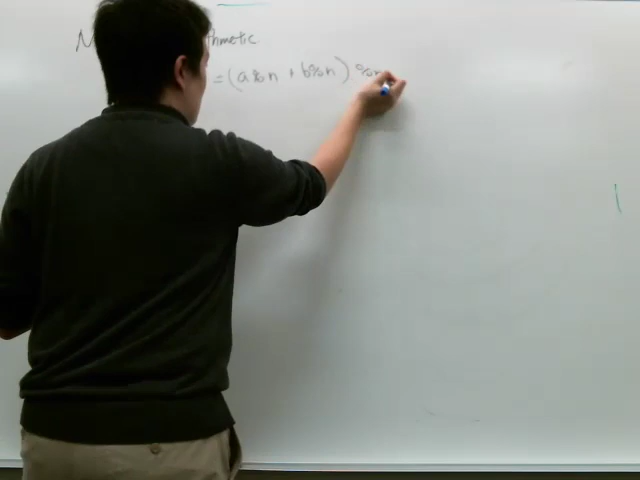 thmetic
=(a%n + b%n) %n